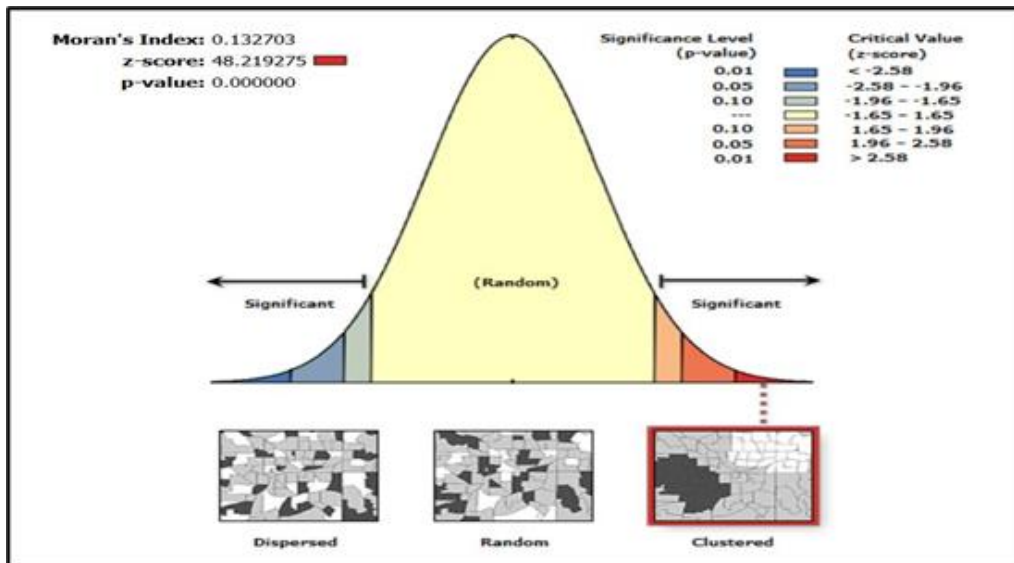 Moran's Index: 0.132703
z-score: 48.219275
p-value: 0.000000
Significance Level
(p-value)
Critical Value
(z-score)
0.01 < -2.58
0.05 -2.58 - -1.96
0.10 -1.96 - -1.65
--- -1.65 - 1.65
0.10 1.65 - 1.96
0.05 1.96 - 2.58
0.01 > 2.58
(Random)
Significant
Significant
Dispersed
Random
Clustered